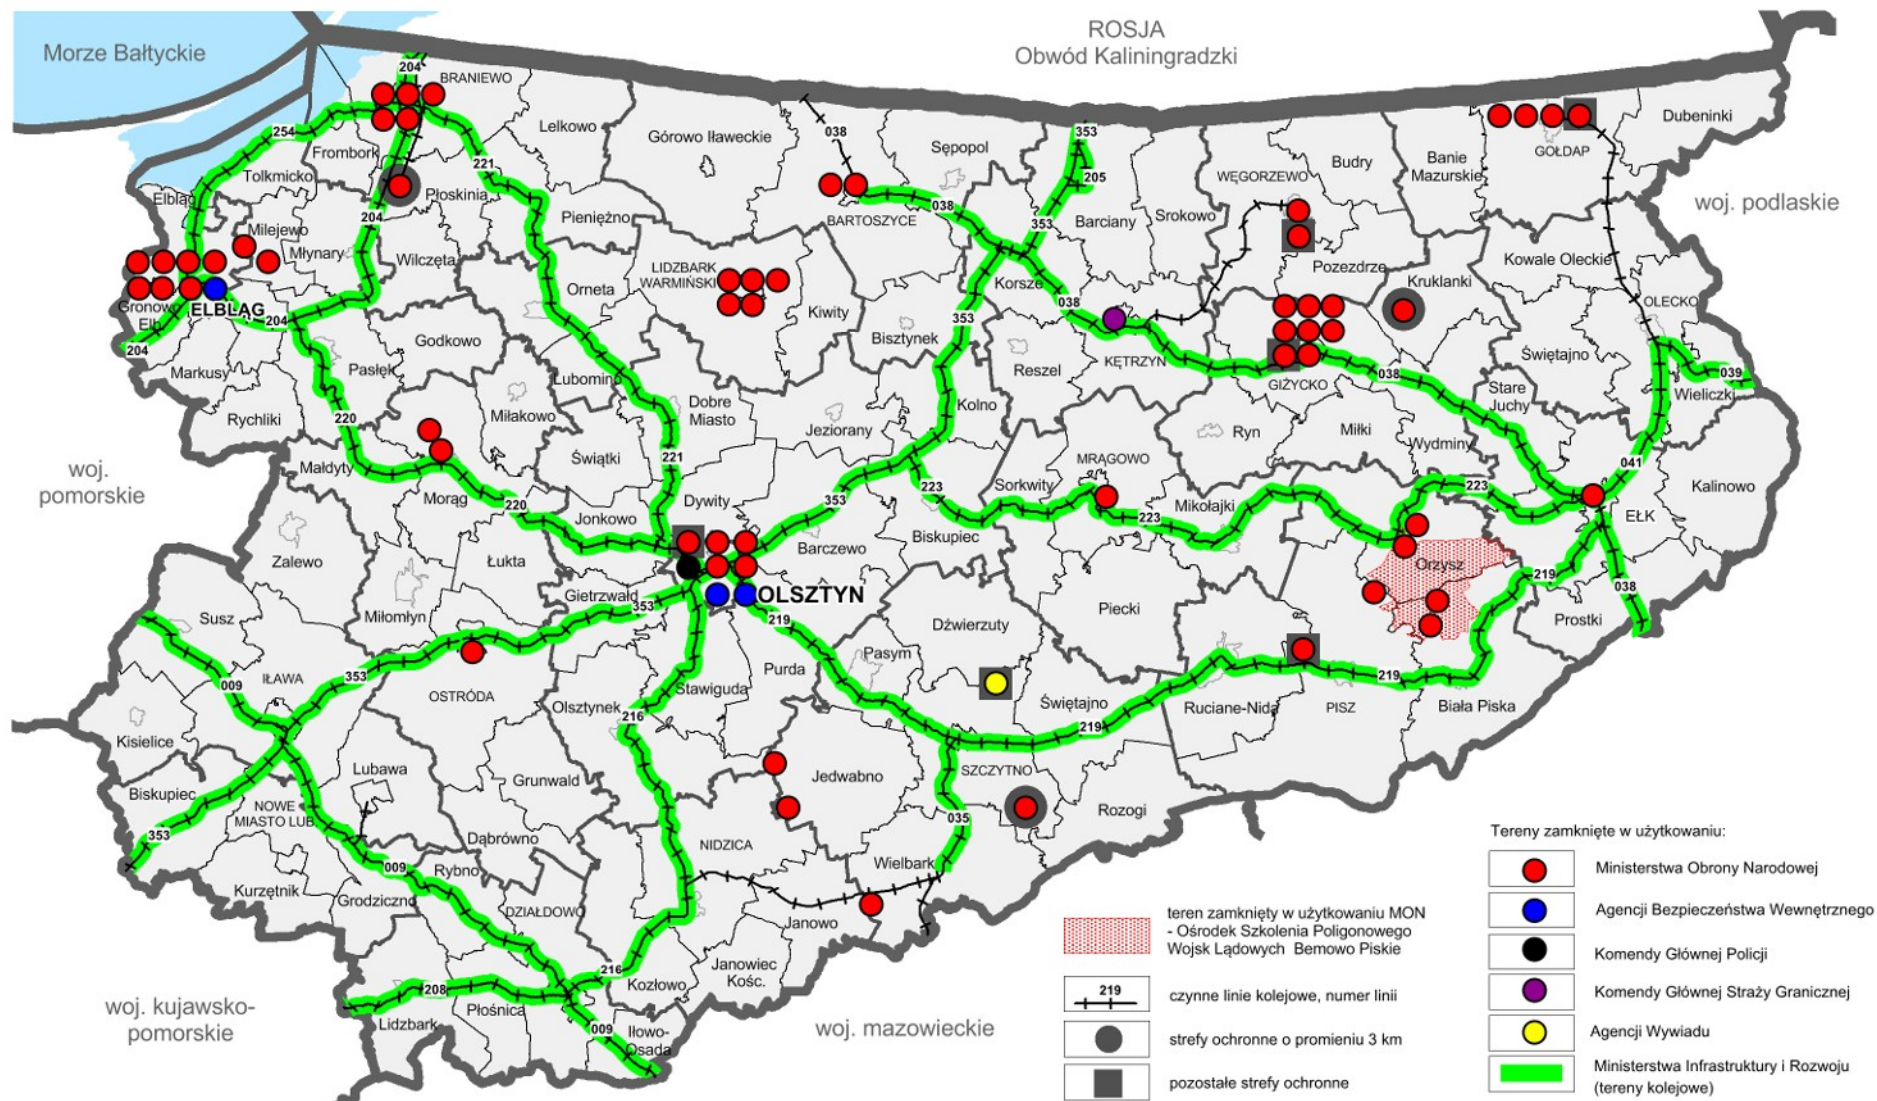 Morze Bałtyckie
ROSJA
Obwód Kaliningradzki
204
BRANIEWO
Lelkowo
Górowo Iławeckie
038
Sępopol
353
205
Budry
Banie
Mazurskie
GOŁDAP
Dubeninki
254
Frombork
221
Tolkmicko
Płoskinia
WĘGORZEWO
woj. podlaskie
Elbląg
204
Pieniężno
BARTOSZYCE
038
353
Barciany
Srokowo
Milejewo
Młynary
Wilczęta
LIDZBARK
WARMIŃSKI
Orneta
Kiwity
Korsze
Pozezdrze
Kruklanki
Kowale Oleckie
OLECKO
Gronowo
Elb.
ELBLĄG
204
204
Godkowo
353
038
Bisztynek
KĘTRZYN
GIŻYCKO
038
Świętajno
039
Wieliczki
Markusy
Pasłęk
Lubomino
Reszel
Stare
Juchy
Rychliki
220
Miłakowo
Dobre
Miasto
Jeziorany
Kolno
Ryn
Miłki
Wydminy
woj.
pomorskie
Małdyty
Morąg
Świątki
221
MRĄGOWO
041
220
Dywity
353
223
Sorkwity
Mikołajki
223
Kalinowo
Jonkowo
223
EŁK
Zalewo
Łukta
Barczewo
Biskupiec
Orzysz
219
038
Susz
Miłomłyn
Gietrzwałd
353
OLSZTYN
219
Dźwierzuty
Piecki
Prostki
Pasym
009
IŁAWA
353
OSTRÓDA
Olsztynek
Stawiguda
Purda
Świętajno
Ruciane-Nida
PISZ
219
Biała Piska
216
219
Kisielice
Biskupiec
Lubawa
Grunwald
Jedwabno
SZCZYTNO
Rozogi
NOWE
MIASTO LUB.
353
Dąbrówno
NIDZICA
035
Wielbark
Kurzętnik
009
Rybno
Grodziczno
DZIAŁDOWO
Janowo
216
Kozłowo
Janowiec
Kośc.
woj. kujawsko-
pomorskie
208
Płośnica
Lidzbark
009
Iłowo-
Osada
woj. mazowieckie
teren zamknięty w użytkowaniu MON
- Ośrodek Szkolenia Poligonowego
Wojsk Lądowych Bemowo Piskie
219
czynne linie kolejowe, numer linii
strefy ochronne o promieniu 3 km
pozostałe strefy ochronne
Tereny zamknięte w użytkowaniu:
Ministerstwa Obrony Narodowej
Agencji Bezpieczeństwa Wewnętrznego
Komendy Głównej Policji
Komendy Głównej Straży Granicznej
Agencji Wywiadu
Ministerstwa Infrastruktury i Rozwoju
(tereny kolejowe)